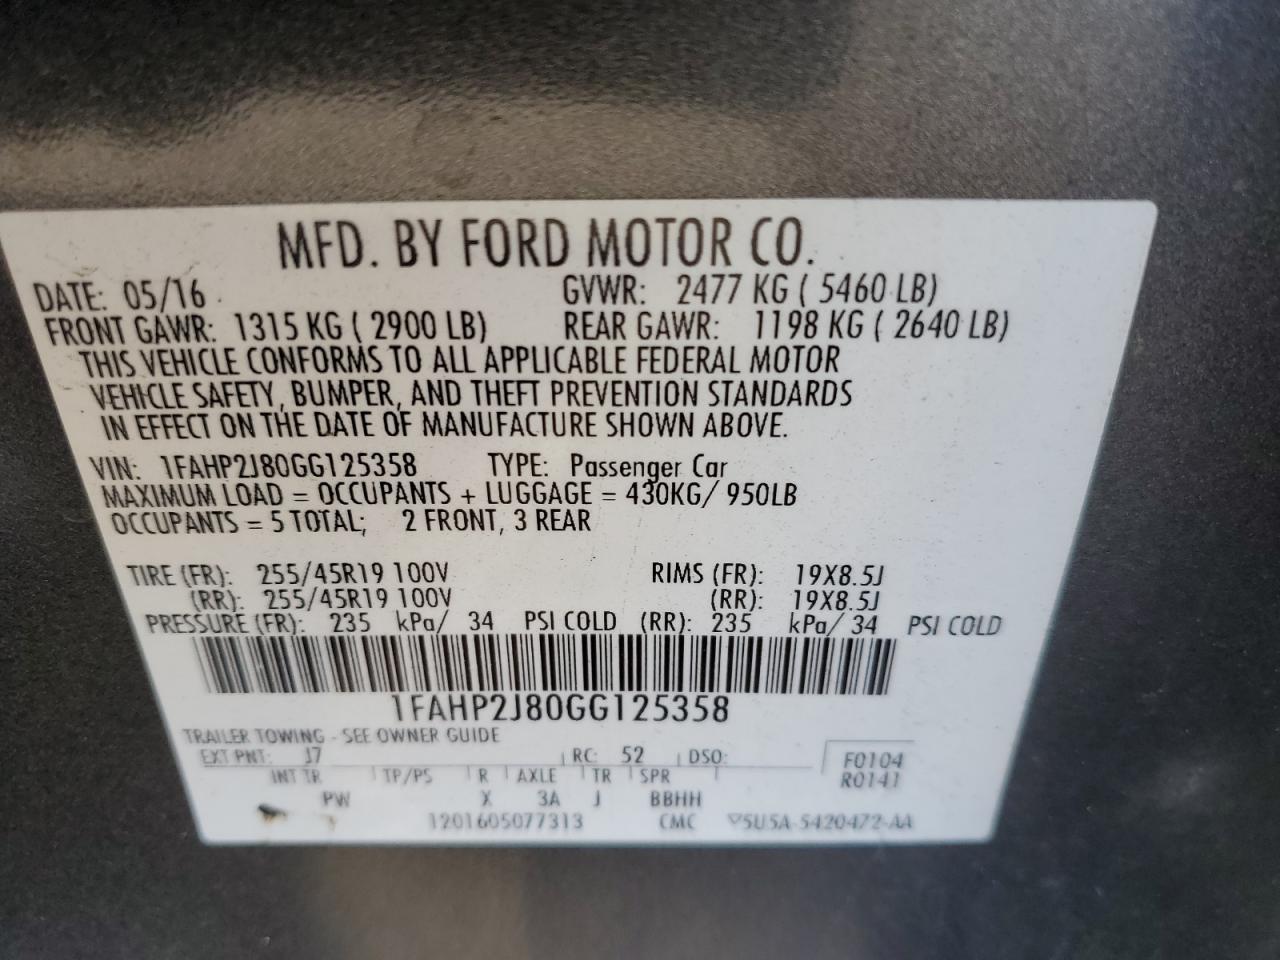 MFD. BY FORD MOTOR CO.
DATE: 05/16 GVWR: 2477 KG ( 5460 LB)
FRONT GAWR: 1315 KG ( 2900 LB) REAR GAWR: 1198 KG ( 2640 LB)
THIS VEHICLE CONFORMS TO ALL APPLICABLE FEDERAL MOTOR
VEHICLE SAFETY, BUMPER, AND THEFT PREVENTION STANDARDS
IN EFFECT ON THE DATE OF MANUFACTURE SHOWN ABOVE.
VIN: 1FAHP2J80GG125358 TYPE: Passenger Car
MAXIMUM LOAD = OCCUPANTS + LUGGAGE = 430KG/ 950LB
OCCUPANTS = 5 TOTAL; 2 FRONT, 3 REAR
TIRE (FR): 255/45R19 100V RIMS (FR): 19X8.5J
(RR): 255/45R19 100V (RR): 19X8.5J
PRESSURE (FR): 235 kPa/ 34 PSI COLD (RR): 235 kPa/ 34 PSI COLD
1FAHP2J80GG125358
TRAILER TOWING - SEE OWNER GUIDE
EXT PNT: J7 RC: 52 DSO: F0104
INT TR TP/PS R AXLE TR SPR R0141
PW X 3A J BBHH
1201605077313 CMC ▽5U5A-5420472-AA